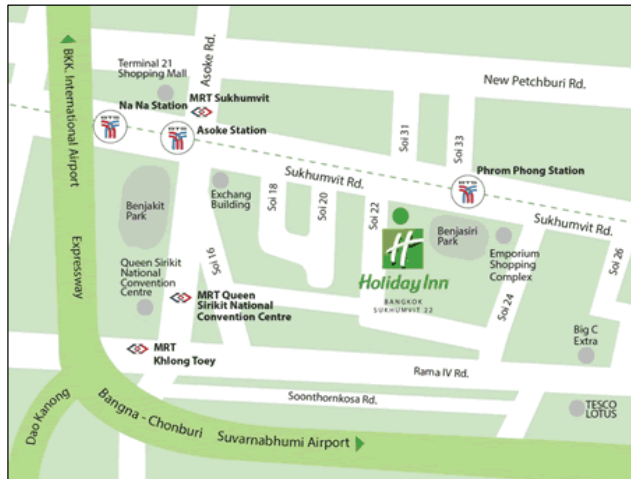 BKK. International Airport
Expressway
Terminal 21
Shopping Mall
Asoke Rd.
New Petchburi Rd.
Na Na Station
MRT Sukhumvit
BTS
BTS
Asoke Station
Soi 31
Soi 33
Phrom Phong Station
BTS
Sukhumvit Rd.
Sukhumvit Rd.
Benjakit
Park
Exchang
Building
Soi 18
Soi 20
Soi 22
Benjasiri
Park
H
Holiday Inn
BANGKOK
SUKHUMVIT 22
Emporium
Shopping
Complex
Soi 26
Soi 24
Soi 16
Queen Sirikit
National
Convention
Centre
MRT Queen
Sirikit National
Convention Centre
MRT
Khlong Toey
Big C
Extra
Rama IV Rd.
Soonthornkosa Rd.
TESCO
LOTUS
Dao Kanong
Bangna - Chonburi
Suvarnabhumi Airport